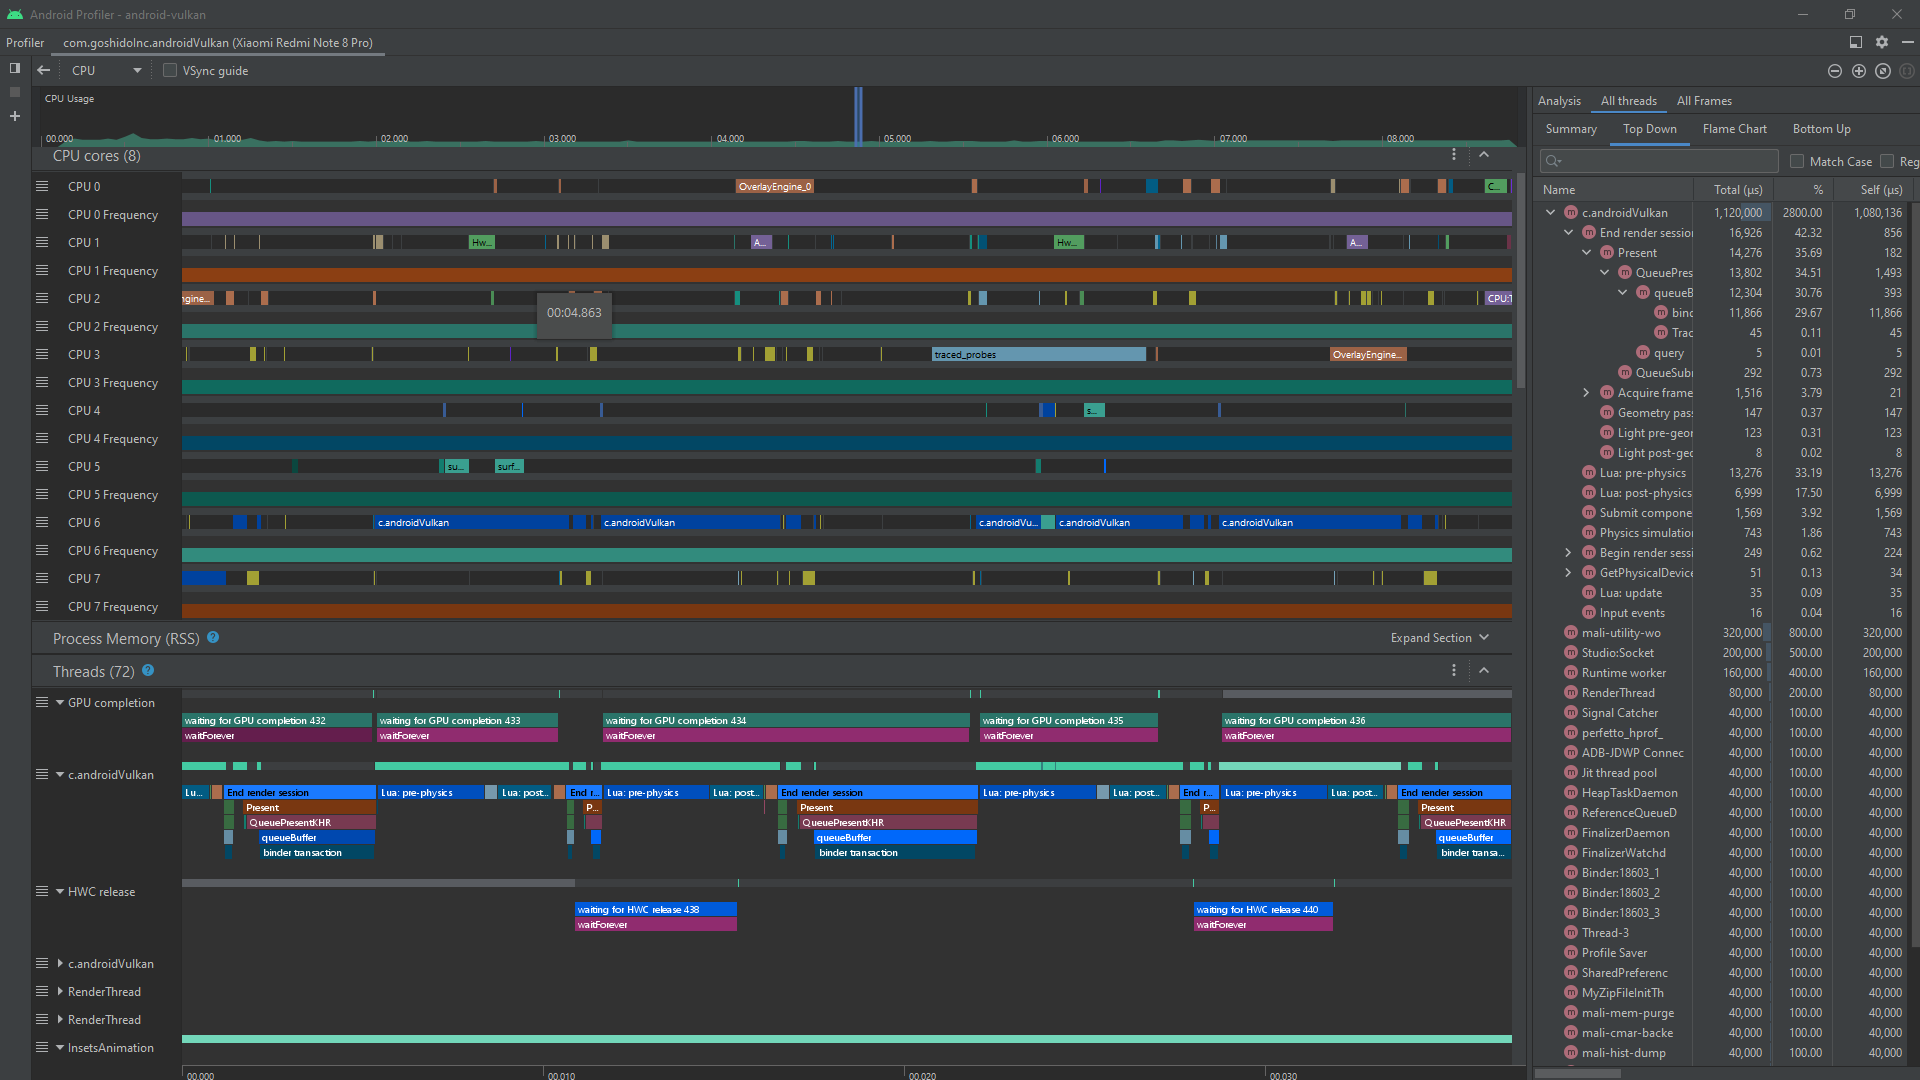 Android Profiler - android-vulkan
Profiler com.goshidoInc.androidVulkan (Xiaomi Redmi Note 8 Pro)
CPU VSync guide
CPU Usage
00.000 01.000 02.000 03.000 04.000 05.000 06.000 07.000 08.000
CPU cores (8)
CPU 0 OverlayEngine_0 C...
CPU 0 Frequency
CPU 1 Hw... A... Hw... A...
CPU 1 Frequency
CPU 2 ngine... CPU:1
00:04.863
CPU 2 Frequency
CPU 3 traced_probes OverlayEngine...
CPU 3 Frequency
CPU 4 s...
CPU 4 Frequency
CPU 5 su... surf...
CPU 5 Frequency
CPU 6 c.androidVulkan c.androidVulkan c.androidVu... c.androidVulkan c.androidVulkan
CPU 6 Frequency
CPU 7
CPU 7 Frequency
Process Memory (RSS) ? Expand Section
Threads (72) ?
GPU completion
waiting for GPU completion 432 waiting for GPU completion 433 waiting for GPU completion 434 waiting for GPU completion 435 waiting for GPU completion 436
waitForever waitForever waitForever waitForever waitForever
c.androidVulkan
Lu... End render session Lua: pre-physics Lua: post... End r... Lua: pre-physics Lua: post... End render session Lua: pre-physics Lua: post... End r... Lua: pre-physics Lua: post... End render session
Present P... Present P... Present
QueuePresentKHR QueuePresentKHR QueuePresentKHR
queueBuffer queueBuffer queueBuffer
binder transaction binder transaction binder transa...
HWC release
waiting for HWC release 438 waiting for HWC release 440
waitForever waitForever
c.androidVulkan
RenderThread
RenderThread
InsetsAnimation
00.000 00.010 00.020 00.030
Analysis All threads All Frames
Summary Top Down Flame Chart Bottom Up
Match Case Reg
Name Total (μs) % Self (μs)
c.androidVulkan 1,120,000 2800.00 1,080,136
End render sessio 16,926 42.32 856
Present 14,276 35.69 182
QueuePres 13,802 34.51 1,493
queueB 12,304 30.76 393
bind 11,866 29.67 11,866
Trac 45 0.11 45
query 5 0.01 5
QueueSubr 292 0.73 292
Acquire frame 1,516 3.79 21
Geometry pas 147 0.37 147
Light pre-geor 123 0.31 123
Light post-geo 8 0.02 8
Lua: pre-physics 13,276 33.19 13,276
Lua: post-physics 6,999 17.50 6,999
Submit compone 1,569 3.92 1,569
Physics simulatio 743 1.86 743
Begin render sessi 249 0.62 224
GetPhysicalDevice 51 0.13 34
Lua: update 35 0.09 35
Input events 16 0.04 16
mali-utility-wo 320,000 800.00 320,000
Studio:Socket 200,000 500.00 200,000
Runtime worker 160,000 400.00 160,000
RenderThread 80,000 200.00 80,000
Signal Catcher 40,000 100.00 40,000
perfetto_hprof_ 40,000 100.00 40,000
ADB-JDWP Connec 40,000 100.00 40,000
Jit thread pool 40,000 100.00 40,000
HeapTaskDaemon 40,000 100.00 40,000
ReferenceQueueD 40,000 100.00 40,000
FinalizerDaemon 40,000 100.00 40,000
FinalizerWatchd 40,000 100.00 40,000
Binder:18603_1 40,000 100.00 40,000
Binder:18603_2 40,000 100.00 40,000
Binder:18603_3 40,000 100.00 40,000
Thread-3 40,000 100.00 40,000
Profile Saver 40,000 100.00 40,000
SharedPreferenc 40,000 100.00 40,000
MyZipFileInitTh 40,000 100.00 40,000
mali-mem-purge 40,000 100.00 40,000
mali-cmar-backe 40,000 100.00 40,000
mali-hist-dump 40,000 100.00 40,000